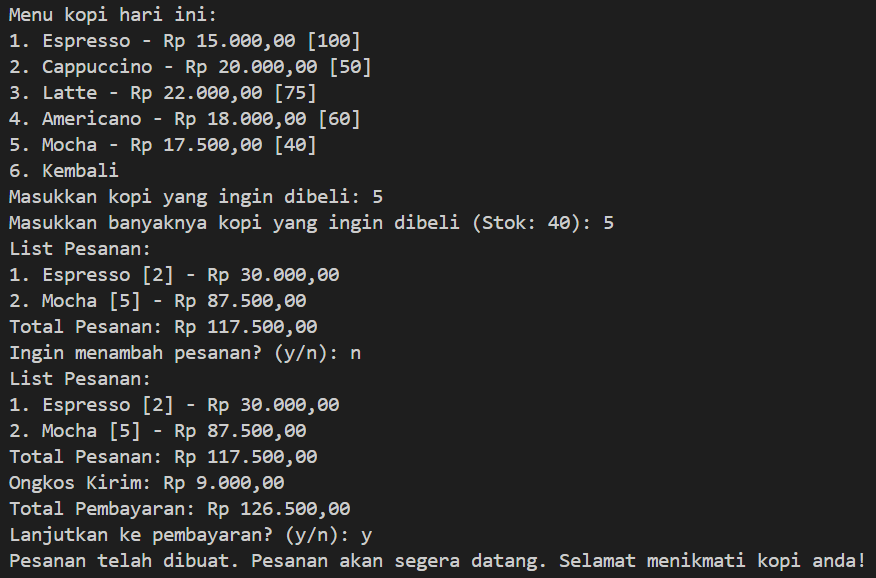 Menu kopi hari ini:
1. Espresso - Rp 15.000,00 [100]
2. Cappuccino - Rp 20.000,00 [50]
3. Latte - Rp 22.000,00 [75]
4. Americano - Rp 18.000,00 [60]
5. Mocha - Rp 17.500,00 [40]
6. Kembali
Masukkan kopi yang ingin dibeli: 5
Masukkan banyaknya kopi yang ingin dibeli (Stok: 40): 5
List Pesanan:
1. Espresso [2] - Rp 30.000,00
2. Mocha [5] - Rp 87.500,00
Total Pesanan: Rp 117.500,00
Ingin menambah pesanan? (y/n): n
List Pesanan:
1. Espresso [2] - Rp 30.000,00
2. Mocha [5] - Rp 87.500,00
Total Pesanan: Rp 117.500,00
Ongkos Kirim: Rp 9.000,00
Total Pembayaran: Rp 126.500,00
Lanjutkan ke pembayaran? (y/n): y
Pesanan telah dibuat. Pesanan akan segera datang. Selamat menikmati kopi anda!